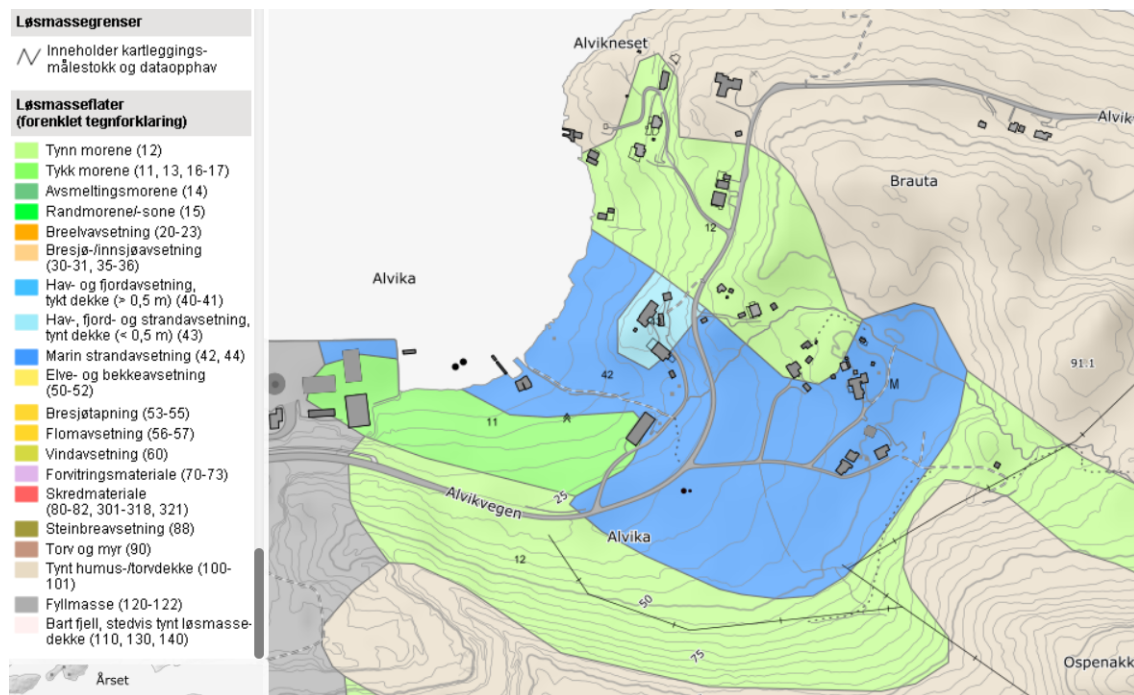 Løsmassegrenser
Inneholder kartleggings-
målestokk og dataopphav
Løsmasseflater
(forenklet tegnforklaring)
Tynn morene (12)
Tykk morene (11, 13, 16-17)
Avsmeltingsmorene (14)
Randmorene/-sone (15)
Breelvavsetning (20-23)
Bresjø-/innsjøavsetning
(30-31, 35-36)
Hav- og fjordavsetning,
tykt dekke (> 0,5 m) (40-41)
Hav-, fjord- og strandavsetning,
tynt dekke (< 0,5 m) (43)
Marin strandavsetning (42, 44)
Elve- og bekkeavsetning
(50-52)
Bresjøtapning (53-55)
Flomavsetning (56-57)
Vindavsetning (60)
Forvitringsmateriale (70-73)
Skredmateriale
(80-82, 301-318, 321)
Steinbreavsetning (88)
Torv og myr (90)
Tynt humus-/torvdekke (100-
101)
Fyllmasse (120-122)
Bart fjell, stedvis tynt løsmasse-
dekke (110, 130, 140)
Årset
Alvikneset
Alvikv
Brauta
12
Alvika
91.1
42
M
11
A
25
Alvikvegen
Alvika
12
50
75
Ospenakk